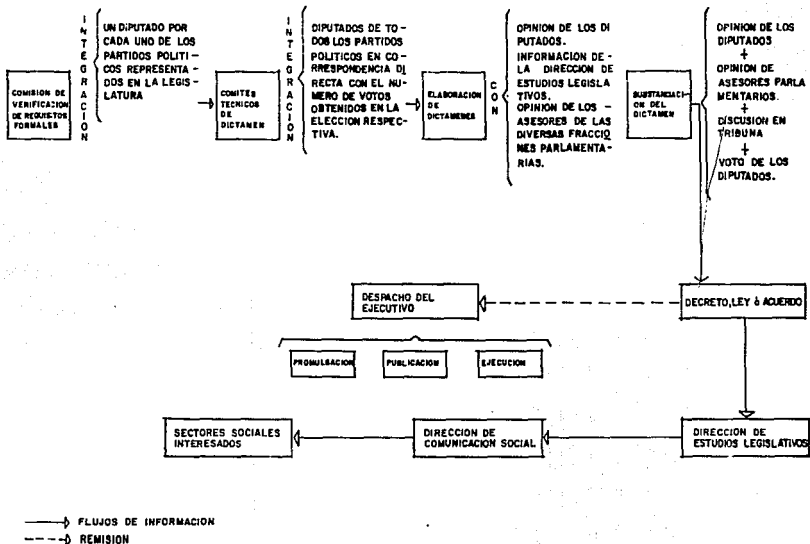 COMISION DE
VERIFICACION
DE REQUISITOS
FORMALES
INTEGRACION
UN DIPUTADO POR
CADA UNO DE LOS
PARTIDOS POLITI-
COS REPRESENTA-
DOS EN LA LEGIS-
LATURA
COMITES
TECNICOS
DE
DICTAMEN
INTEGRACION
DIPUTADOS DE TO-
DOS LOS PARTIDOS
POLITICOS EN CO-
RRESPONDENCIA DI
RECTA CON EL NU-
MERO DE VOTOS
OBTENIDOS EN LA
ELECCION RESPEC-
TIVA.
ELABORACION
DE
DICTAMENES
CON
OPINION DE LOS DI
PUTADOS.
INFORMACION DE-
LA DIRECCION DE
ESTUDIOS LEGISLA
TIVOS.
OPINION DE LOS -
ASESORES DE LAS
DIVERSAS FRACCIO
NES PARLAMENTA-
RIAS.
SUBSTANCIACI-
ON DEL
DICTAMEN
OPINION DE LOS
DIPUTADOS
+
OPINION DE
ASESORES PARLA
MENTARIOS.
+
DISCUSION EN
TRIBUNA
+
VOTO DE LOS
DIPUTADOS.
DESPACHO DEL
EJECUTIVO
DECRETO, LEY ò ACUERDO
PROMULGACION
PUBLICACION
EJECUCION
SECTORES SOCIALES
INTERESADOS
DIRECCION DE
COMUNICACION SOCIAL
DIRECCION DE
ESTUDIOS LEGISLATIVOS
FLUJOS DE INFORMACION
REMISION